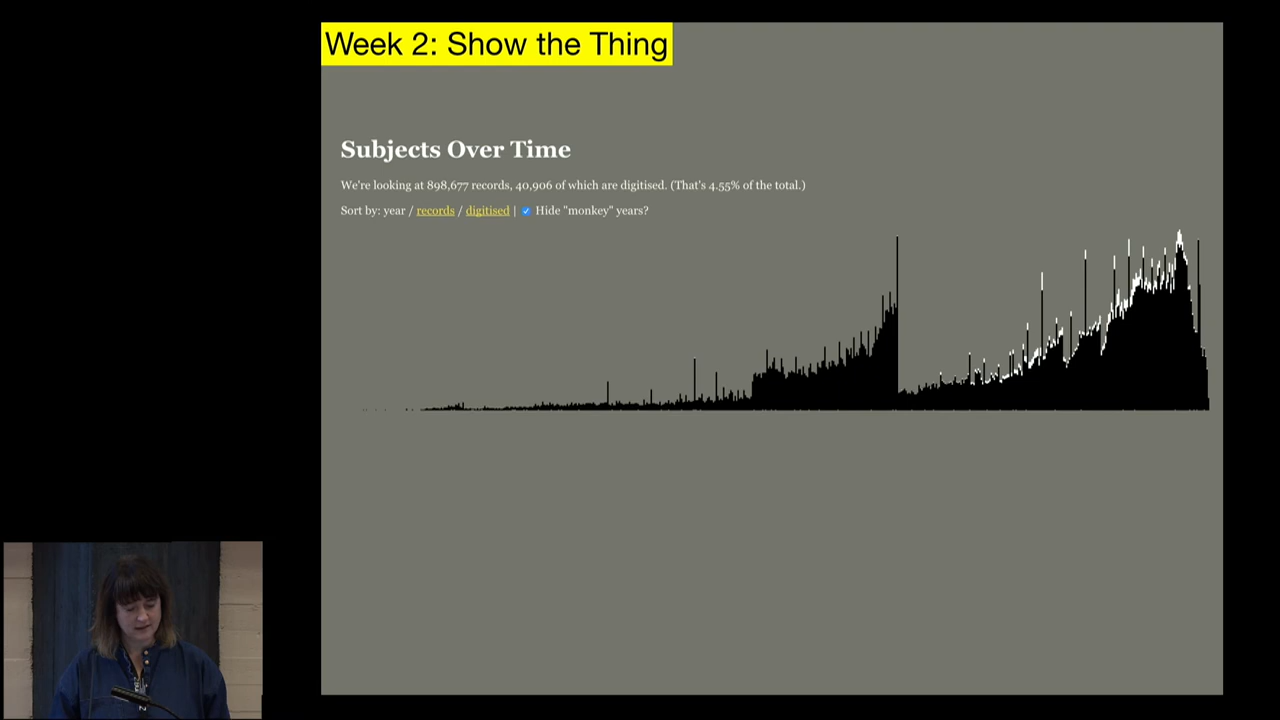 Week 2: Show the Thing
Subjects Over Time
We're looking at 898,677 records, 40,906 of which are digitised. (That's 4.55% of the total.)
Sort by: year / records / digitised | Hide "monkey" years?